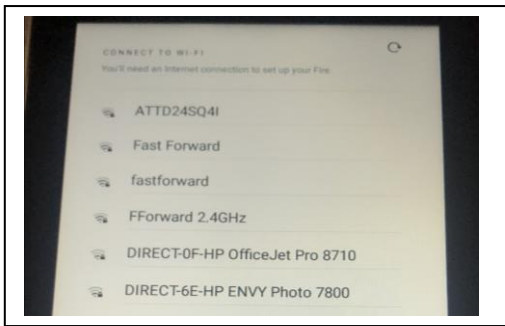 CONNECT TO WI-FI
You'll need an Internet connection to set up your Fire.
ATTD24SQ4I
Fast Forward
fastforward
FForward 2.4GHz
DIRECT-0F-HP OfficeJet Pro 8710
DIRECT-6E-HP ENVY Photo 7800